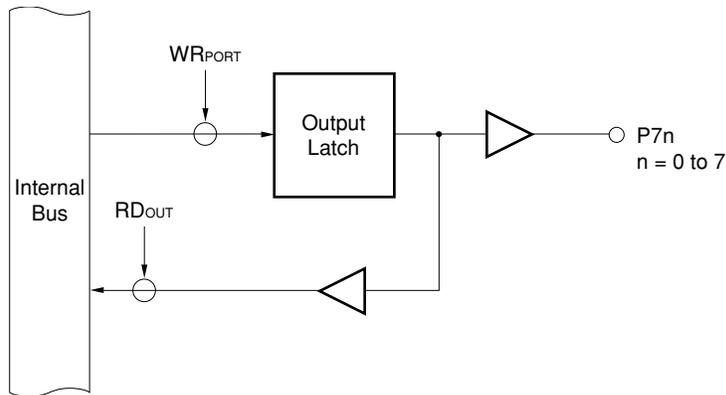 WRPORT
Output
Latch
P7n
n = 0 to 7
Internal
Bus
RDOUT